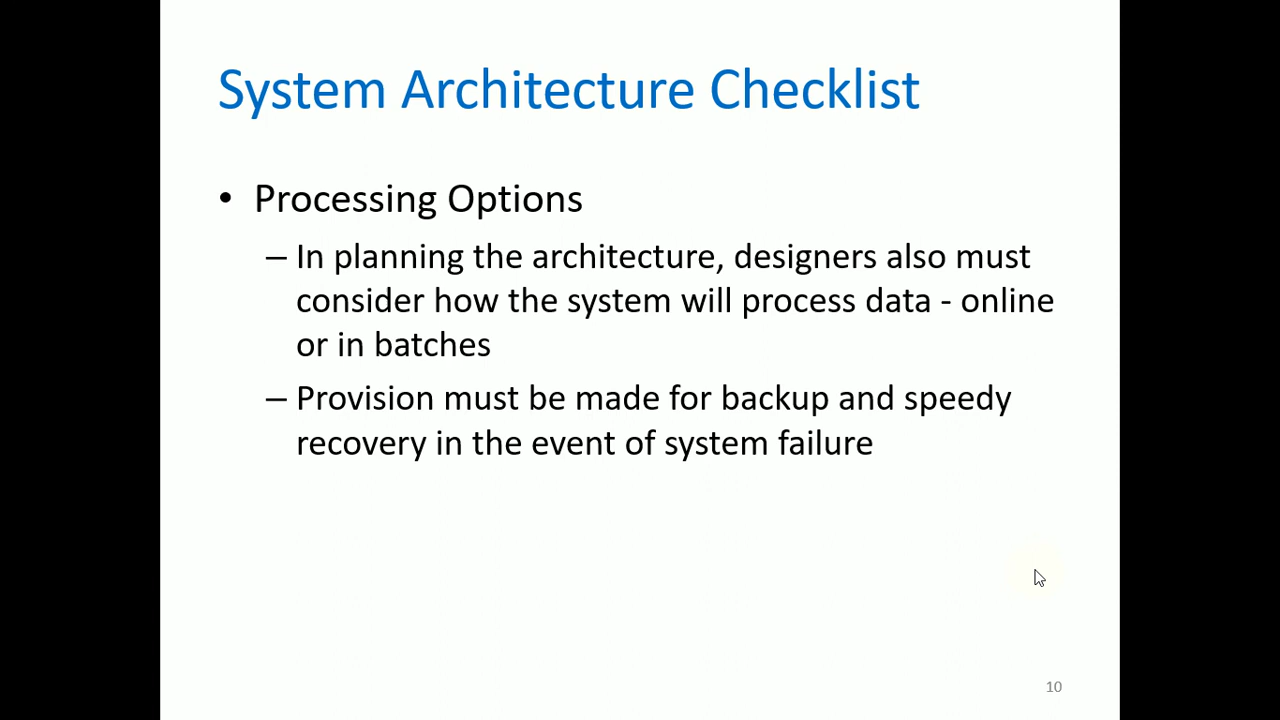 System Architecture Checklist
• Processing Options
– In planning the architecture, designers also must
consider how the system will process data - online
or in batches
– Provision must be made for backup and speedy
recovery in the event of system failure
10